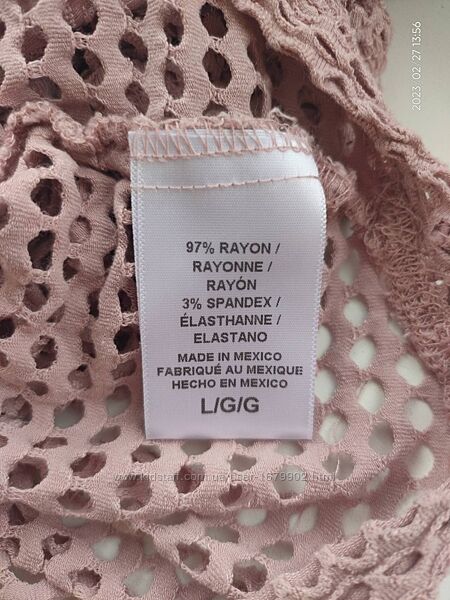 2023 02 27 13:56
97% RAYON /
RAYONNE /
RAYÓN
3% SPANDEX /
ÉLASTHANNE /
ELASTANO
MADE IN MEXICO
FABRIQUÉ AU MEXIQUE
HECHO EN MEXICO
L/G/G